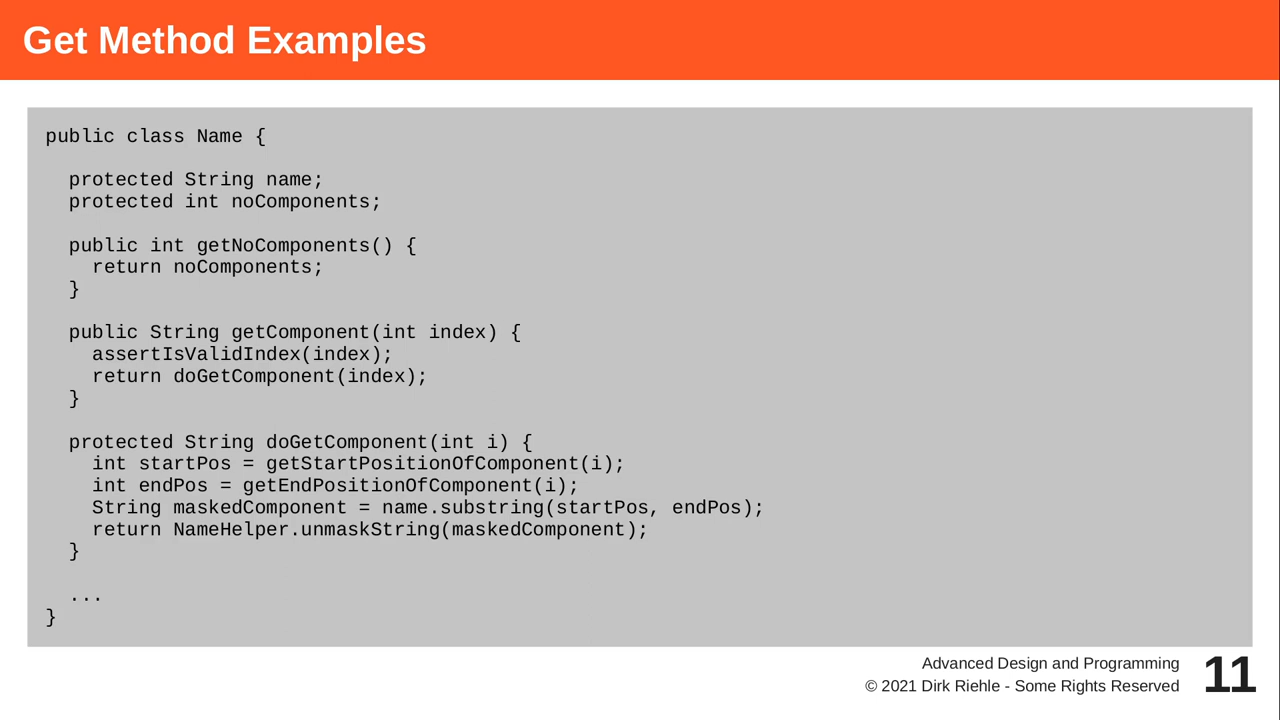 Get Method Examples
public class Name {
  protected String name;
  protected int noComponents;
  public int getNoComponents() {
    return noComponents;
  }
  public String getComponent(int index) {
    assertIsValidIndex(index);
    return doGetComponent(index);
  }
  protected String doGetComponent(int i) {
    int startPos = getStartPositionOfComponent(i);
    int endPos = getEndPositionOfComponent(i);
    String maskedComponent = name.substring(startPos, endPos);
    return NameHelper.unmaskString(maskedComponent);
  }
  ...
}
Advanced Design and Programming
© 2021 Dirk Riehle - Some Rights Reserved
11